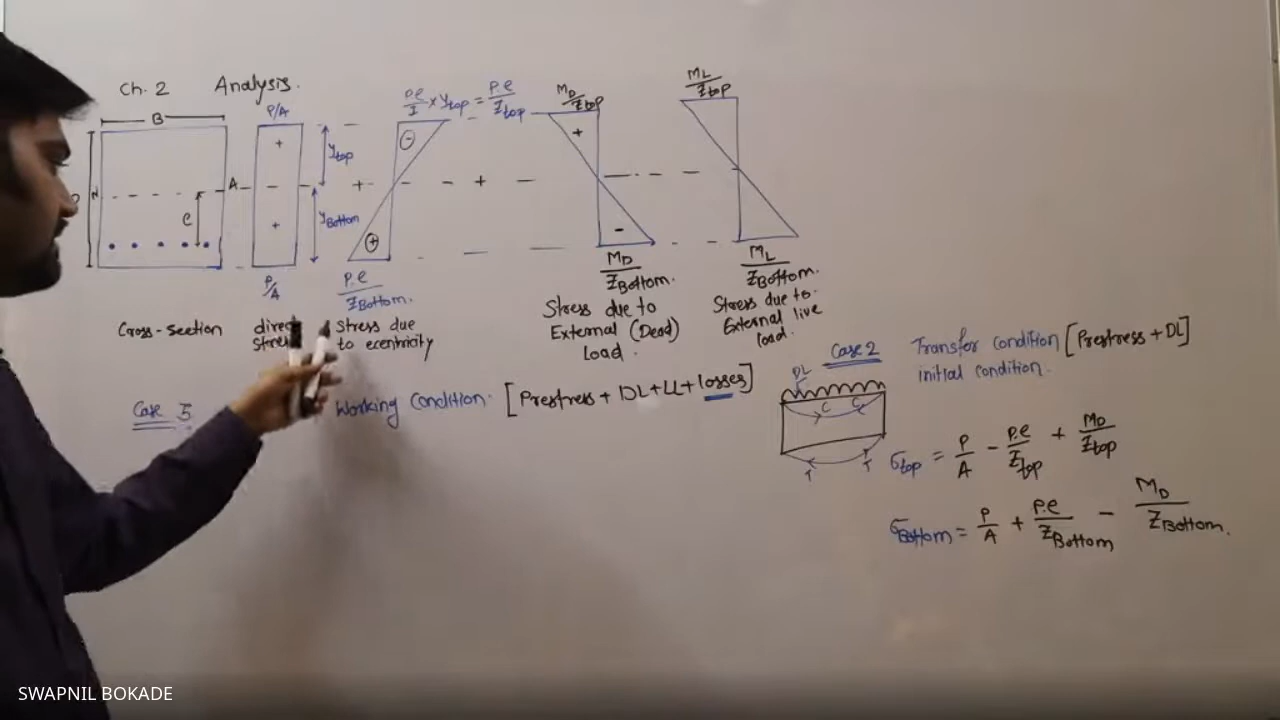 Ch. 2 Analysis.
B
P/A
P.e/I × ytop = P.e/Ztop
MD/Ztop
ML/Ztop
+
ytop
-
+
-
A
+
+
e
+
yBottom
+
-
P/A
P.e/ZBottom.
MD/ZBottom.
ML/ZBottom.
Cross-section
direct
stress
Stress due
to eccentricity
Stress due to
External (Dead)
load.
Stress due to
External live
load.
Case 5
Working Condition. [Prestress + DL+LL+losses]
Case 2
Transfer condition [Prestress + DL]
initial condition.
DL
C C
T T
σtop = P/A - P.e/Ztop + MD/Ztop
σBottom = P/A + P.e/ZBottom - MD/ZBottom.
SWAPNIL BOKADE